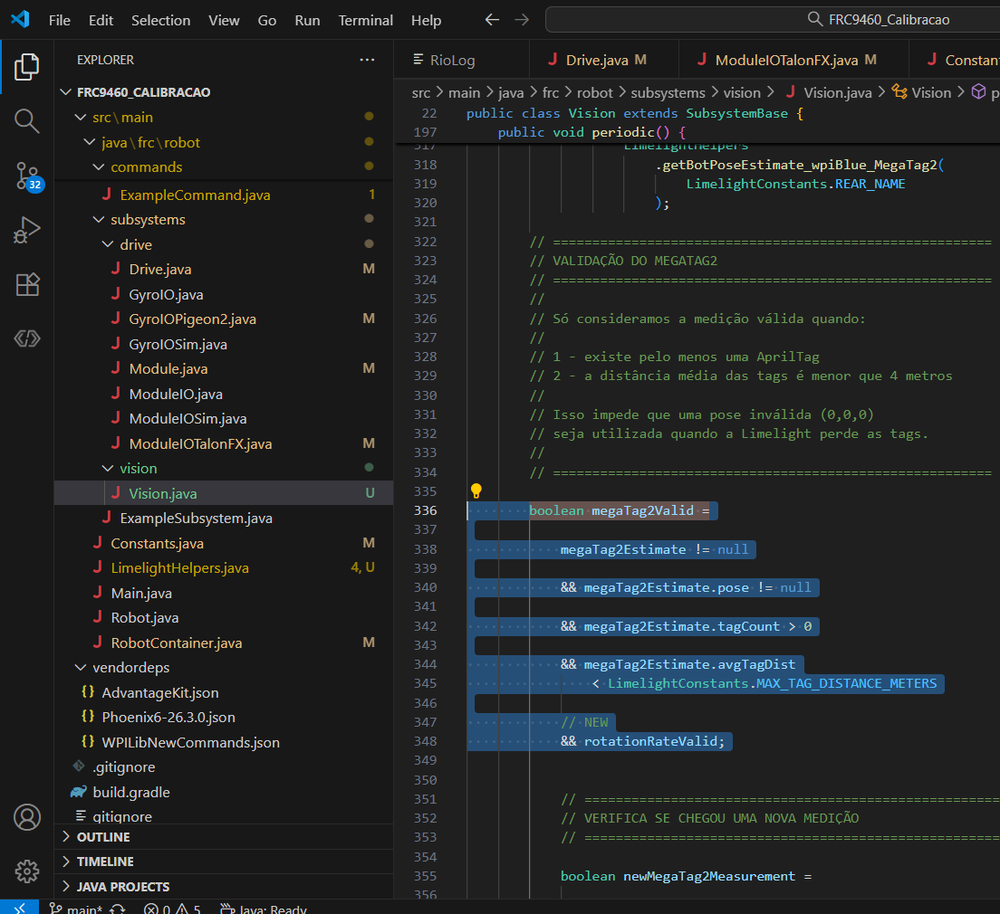 File Edit Selection View Go Run Terminal Help FRC9460_Calibracao
EXPLORER
FRC9460_CALIBRACAO
src\main
java\frc\robot
commands
ExampleCommand.java 1
subsystems
drive
Drive.java M
GyroIO.java
GyroIOPigeon2.java M
GyroIOSim.java
Module.java M
ModuleIO.java
ModuleIOSim.java
ModuleIOTalonFX.java M
vision
Vision.java U
ExampleSubsystem.java
Constants.java M
LimelightHelpers.java 4, U
Main.java
Robot.java
RobotContainer.java M
vendordeps
{} AdvantageKit.json
{} Phoenix6-26.3.0.json
{} WPILibNewCommands.json
.gitignore
build.gradle
gitignore
OUTLINE
TIMELINE
JAVA PROJECTS
32
main* 0 5 Java: Ready
RioLog Drive.java M ModuleIOTalonFX.java M Constan
src > main > java > frc > robot > subsystems > vision > Vision.java > Vision > p
22 public class Vision extends SubsystemBase {
197 public void periodic() {
317 LimelightHelpers
318 .getBotPoseEstimate_wpiBlue_MegaTag2(
319 LimelightConstants.REAR_NAME
320 );
321
322 // ========================================================
323 // VALIDAÇÃO DO MEGATAG2
324 // ========================================================
325 //
326 // Só consideramos a medição válida quando:
327 //
328 // 1 - existe pelo menos uma AprilTag
329 // 2 - a distância média das tags é menor que 4 metros
330 //
331 // Isso impede que uma pose inválida (0,0,0)
332 // seja utilizada quando a Limelight perde as tags.
333 //
334 // ========================================================
335
336 boolean megaTag2Valid =
337
338 megaTag2Estimate != null
339
340 && megaTag2Estimate.pose != null
341
342 && megaTag2Estimate.tagCount > 0
343
344 && megaTag2Estimate.avgTagDist
345 < LimelightConstants.MAX_TAG_DISTANCE_METERS
346
347 // NEW
348 && rotationRateValid;
349
350
351 // =====================================================
352 // VERIFICA SE CHEGOU UMA NOVA MEDIÇÃO
353 // =====================================================
354
355 boolean newMegaTag2Measurement =
356